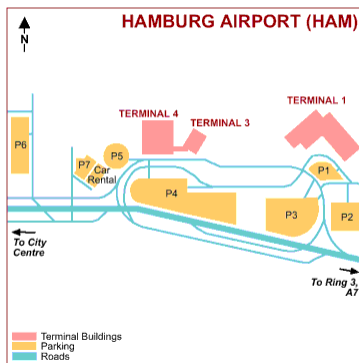 HAMBURG AIRPORT (HAM)
N
TERMINAL 1
TERMINAL 4
TERMINAL 3
P6
P5
P7
Car
Rental
P1
P4
P3
P2
To City
Centre
To Ring 3,
A7
Terminal Buildings
Parking
Roads